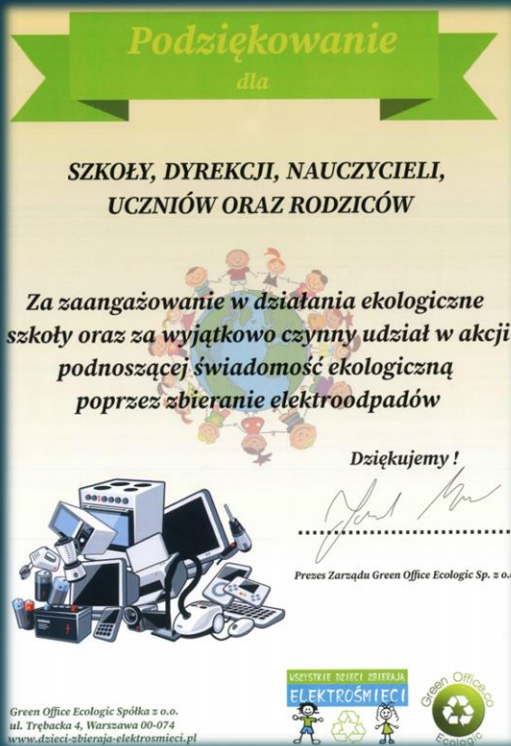 Podziękowanie
dla
SZKOŁY, DYREKCJI, NAUCZYCIELI,
UCZNIÓW ORAZ RODZICÓW
Za zaangażowanie w działania ekologiczne
szkoły oraz za wyjątkowo czynny udział w akcji
podnoszącej świadomość ekologiczną
poprzez zbieranie elektroodpadów
Dziękujemy !
Prezes Zarządu Green Office Ecologic Sp. z o.
WSZYSTKIE DZIECI ZBIERAJĄ
ELEKTROŚMIECI
Green Office.co
Ecologic
Green Office Ecologic Spółka z o.o.
ul. Trębacka 4, Warszawa 00-074
www.dzieci-zbieraja-elektrosmieci.pl